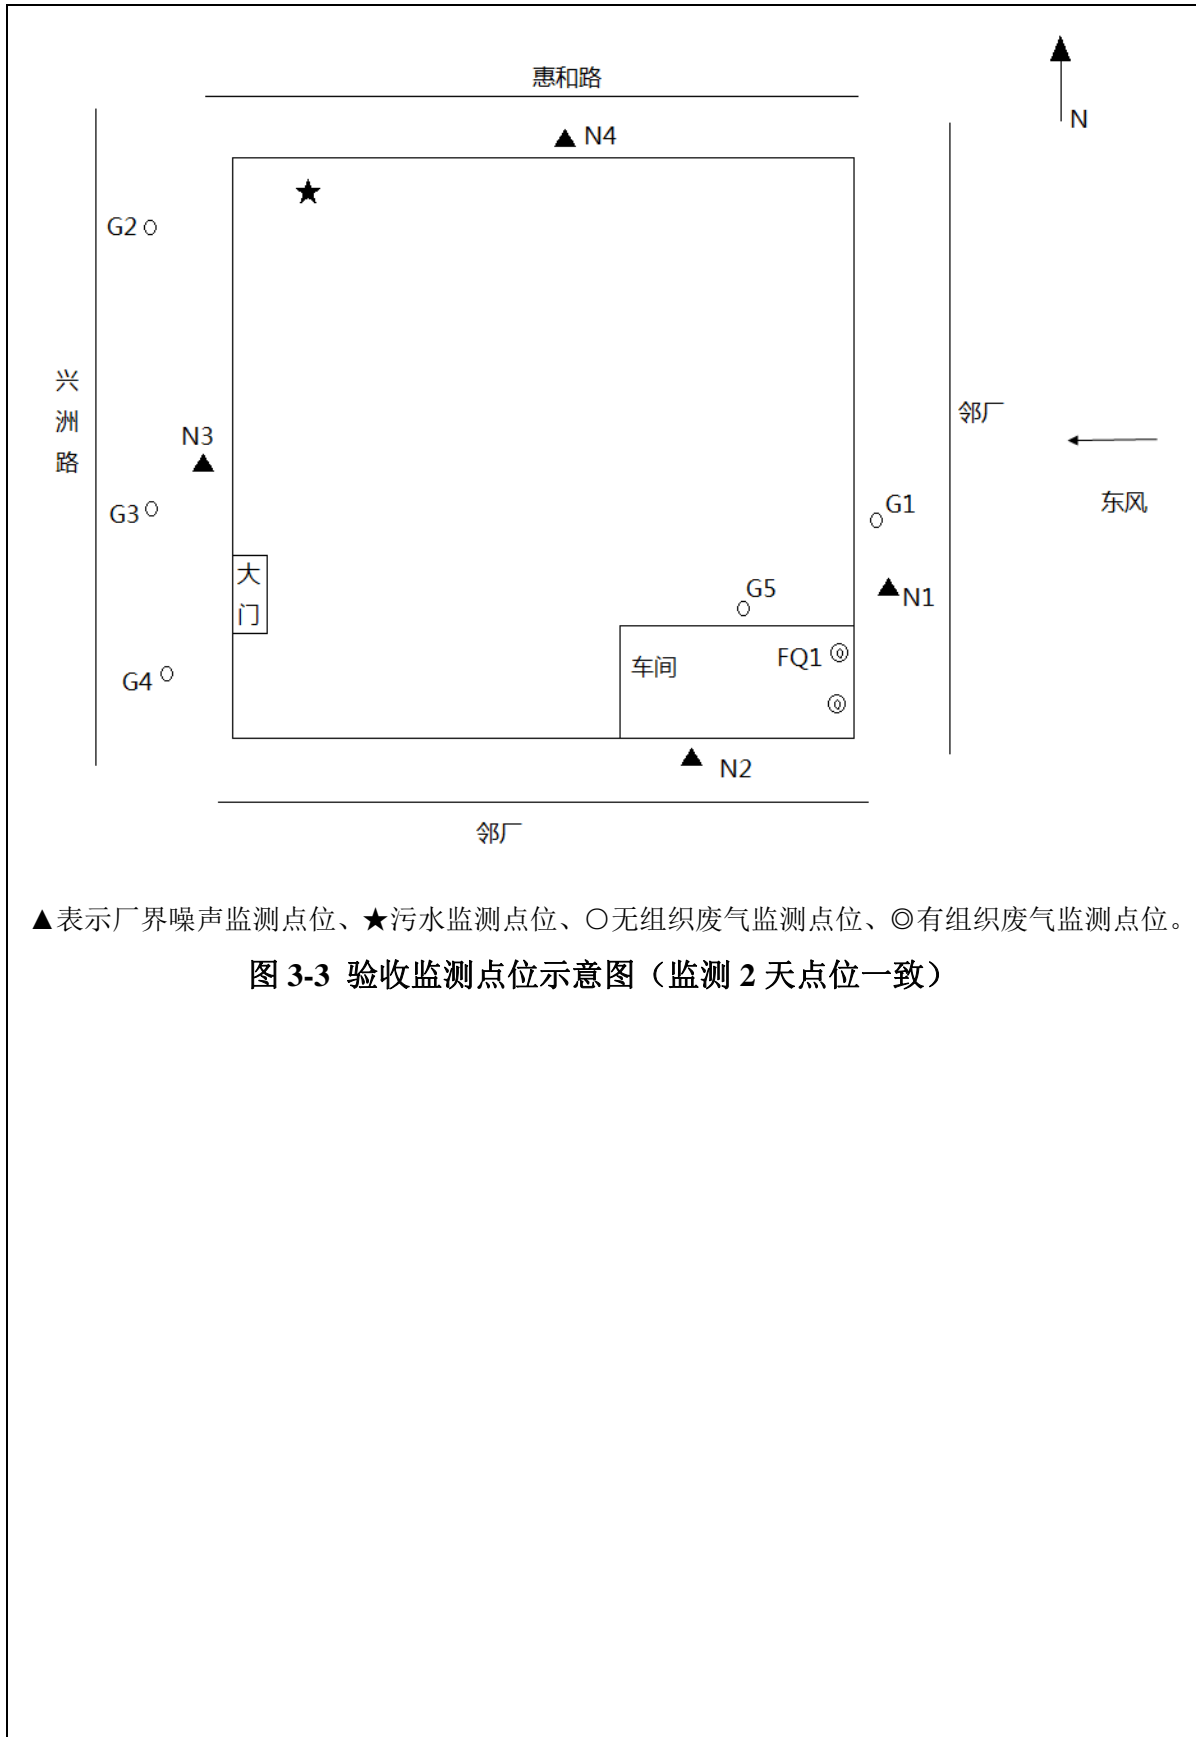 惠和路
N
▲ N4
★
G2 ○
兴洲路
邻厂
N3
▲
东风
G1
○
G3 ○
大门
G5
○
▲ N1
车间
FQ1 ◎
◎
G4 ○
▲ N2
邻厂
▲表示厂界噪声监测点位、★污水监测点位、○无组织废气监测点位、◎有组织废气监测点位。
图 3-3 验收监测点位示意图（监测 2 天点位一致）